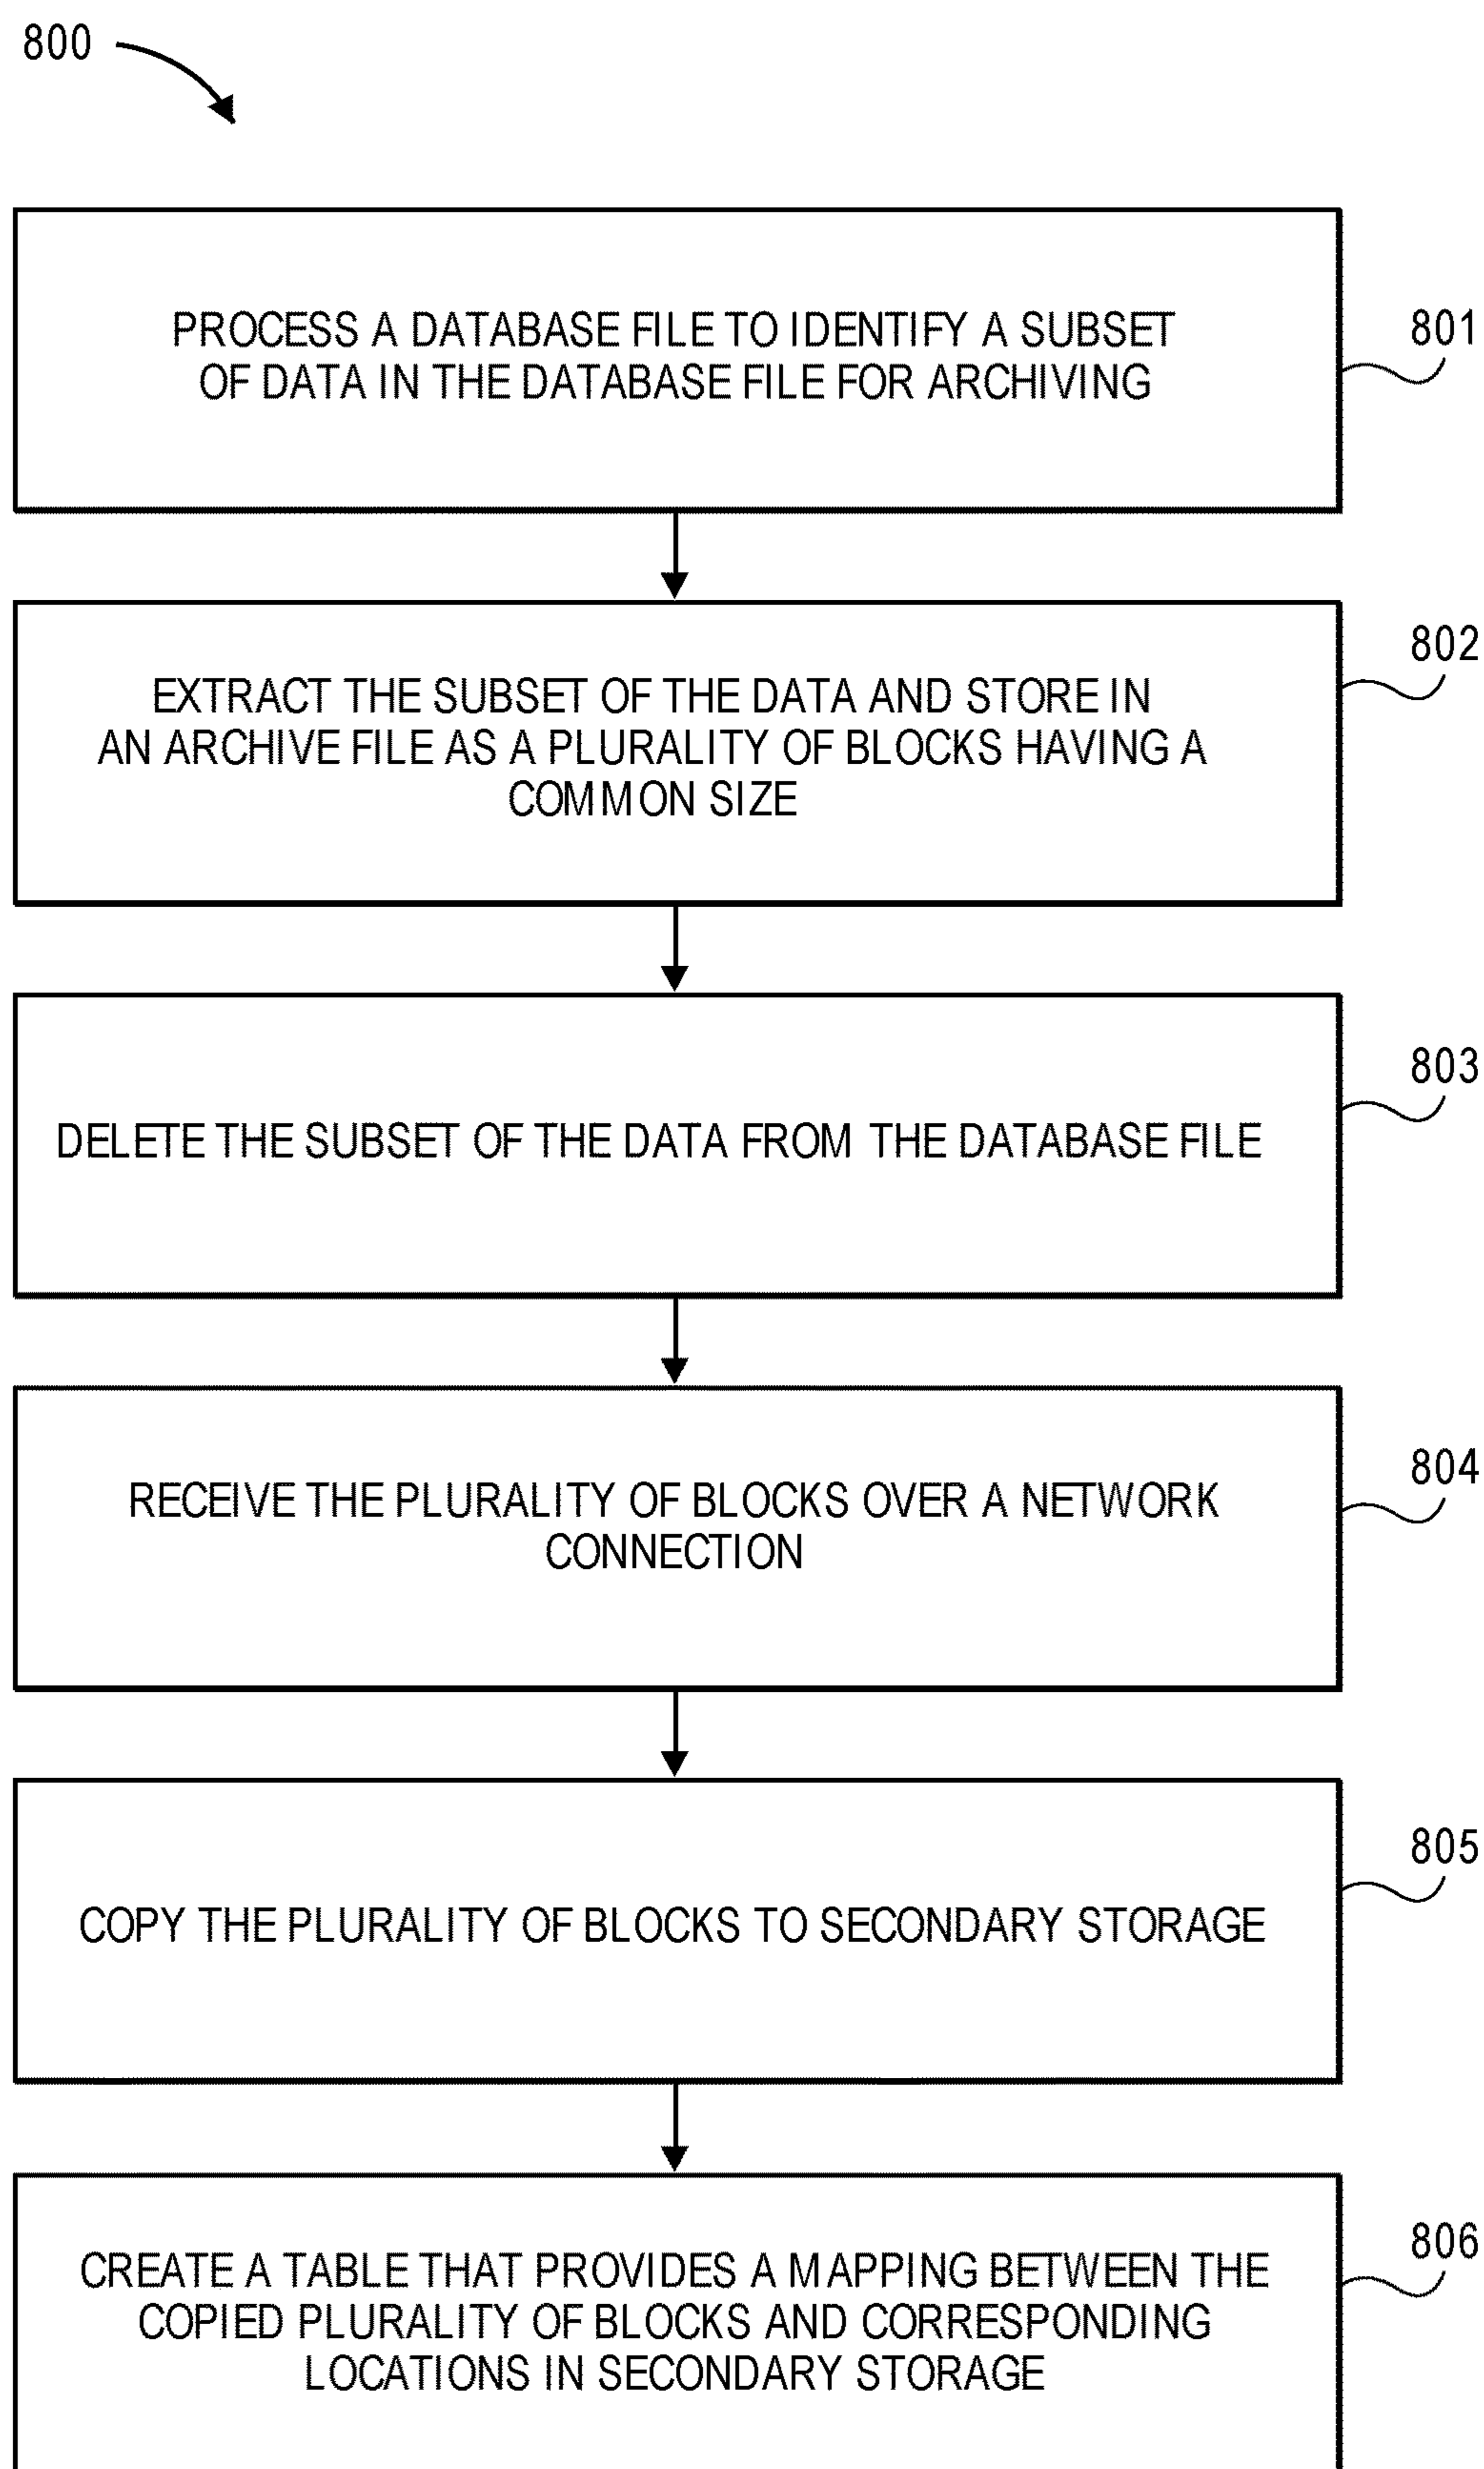 800
PROCESS A DATABASE FILE TO IDENTIFY A SUBSET
OF DATA IN THE DATABASE FILE FOR ARCHIVING
801
EXTRACT THE SUBSET OF THE DATA AND STORE IN
AN ARCHIVE FILE AS A PLURALITY OF BLOCKS HAVING A
COMMON SIZE
802
DELETE THE SUBSET OF THE DATA FROM THE DATABASE FILE
803
RECEIVE THE PLURALITY OF BLOCKS OVER A NETWORK
CONNECTION
804
COPY THE PLURALITY OF BLOCKS TO SECONDARY STORAGE
805
CREATE A TABLE THAT PROVIDES A MAPPING BETWEEN THE
COPIED PLURALITY OF BLOCKS AND CORRESPONDING
LOCATIONS IN SECONDARY STORAGE
806